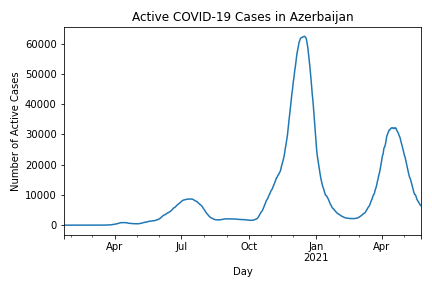 Active COVID-19 Cases in Azerbaijan
60000
50000
40000
30000
20000
10000
0
Number of Active Cases
Apr Jul Oct Jan Apr
2021
Day